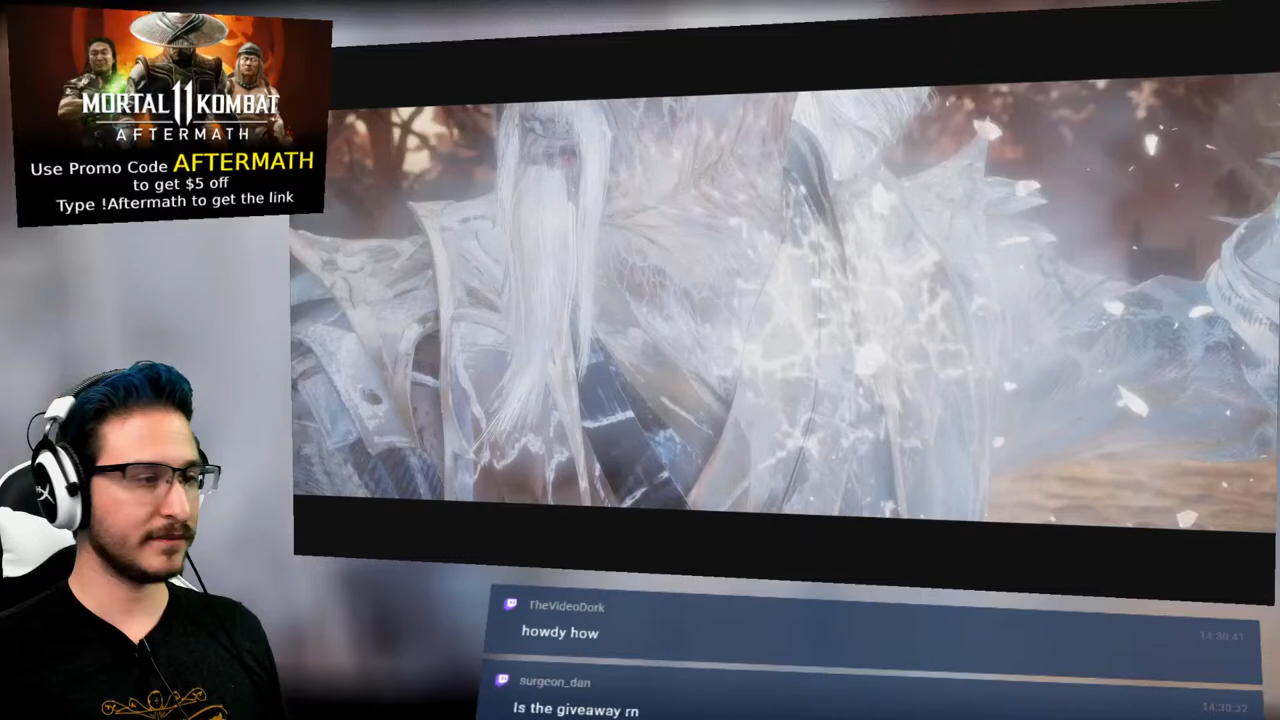 MORTAL 11 KOMBAT
AFTERMATH
Use Promo Code AFTERMATH
to get $5 off
Type !Aftermath to get the link
TheVideoDork
howdy how
14:30:41
surgeon_dan
Is the giveaway rn
14:30:32